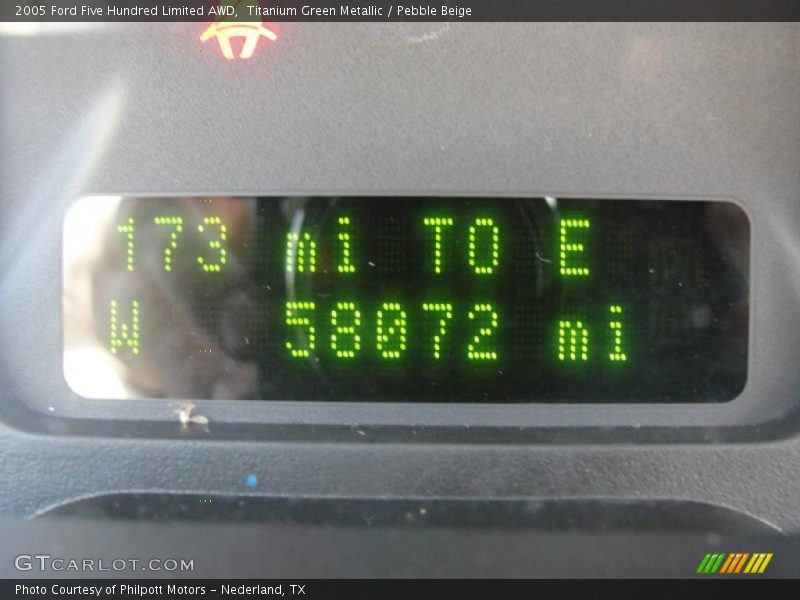 2005 Ford Five Hundred Limited AWD,  Titanium Green Metallic / Pebble Beige
173 mi TO E
W 58072 mi
GTCARLOT.COM
Photo Courtesy of Philpott Motors - Nederland, TX